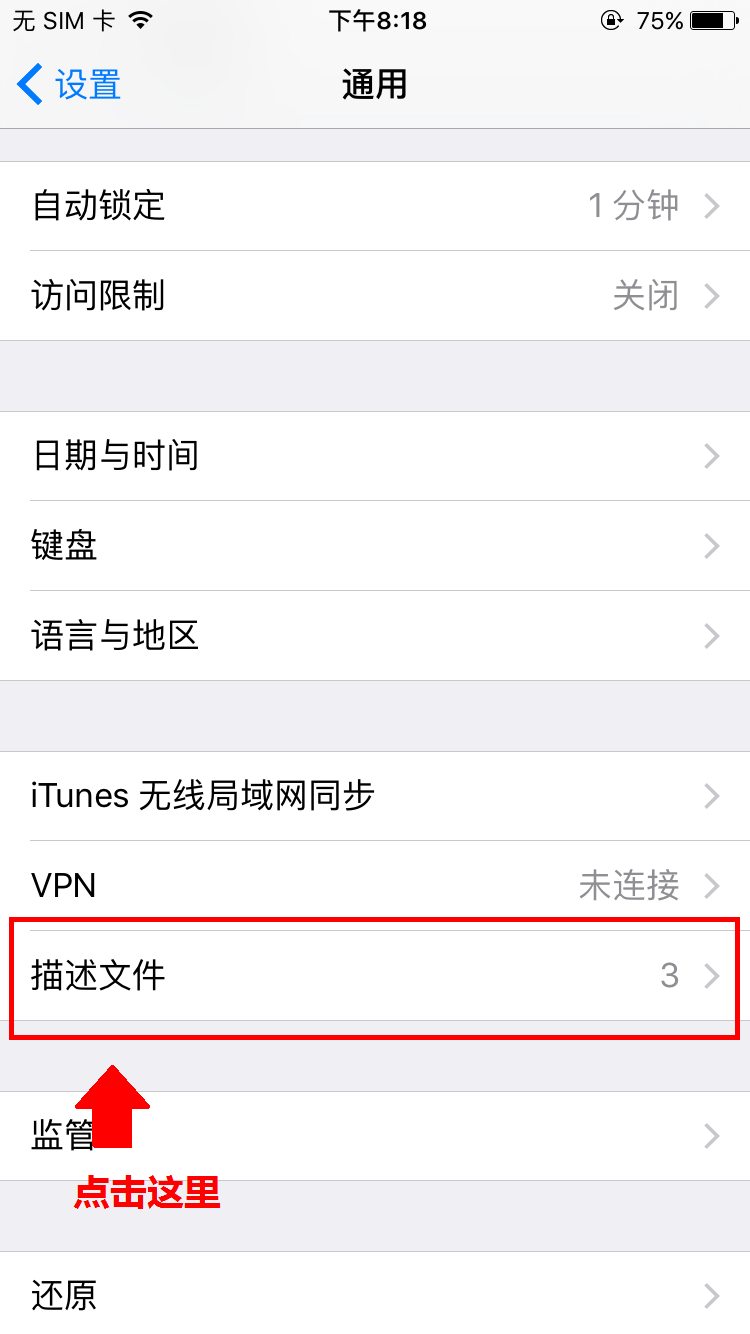 无 SIM 卡 下午8:18 75%
设置 通用
自动锁定 1 分钟
访问限制 关闭
日期与时间
键盘
语言与地区
iTunes 无线局域网同步
VPN 未连接
描述文件 3
监管
点击这里
还原